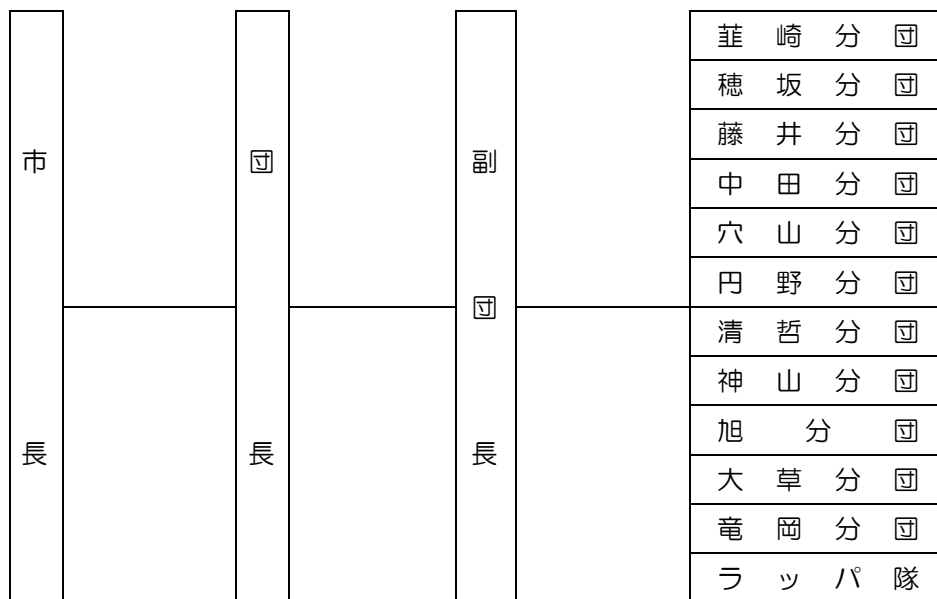 市長
団長
副団長
韮崎分団
穂坂分団
藤井分団
中田分団
穴山分団
円野分団
清哲分団
神山分団
旭分団
大草分団
竜岡分団
ラッパ隊